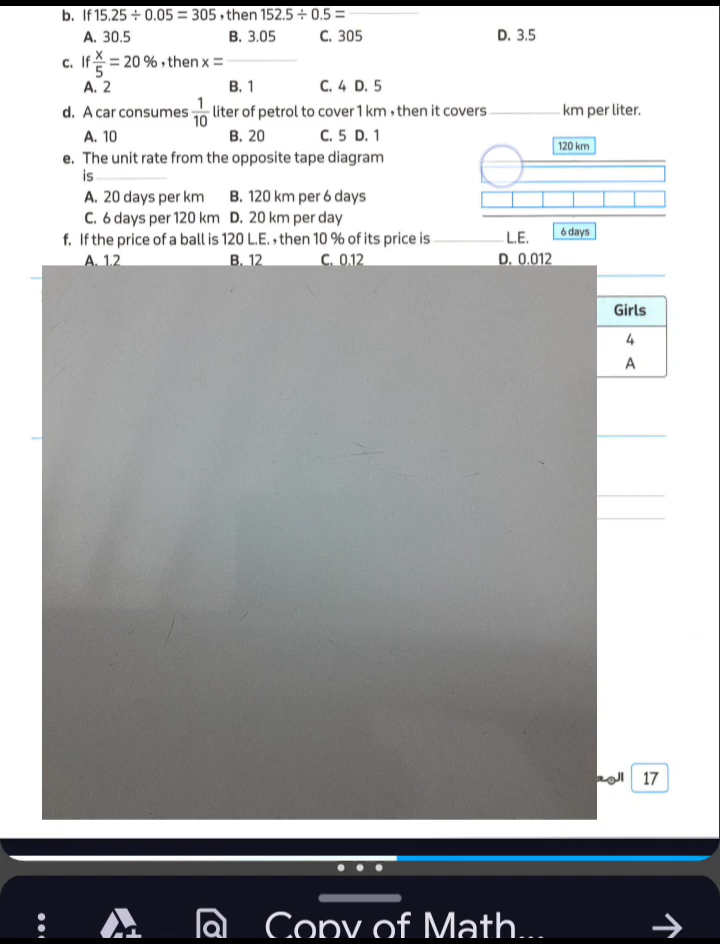 b. If 15.25 ÷ 0.05 = 305 , then 152.5 ÷ 0.5 =
A. 30.5 B. 3.05 C. 305 D. 3.5
c. If x/5 = 20 % , then x =
A. 2 B. 1 C. 4 D. 5
d. A car consumes 1/10 liter of petrol to cover 1 km , then it covers km per liter.
A. 10 B. 20 C. 5 D. 1
120 km
e. The unit rate from the opposite tape diagram
is
A. 20 days per km B. 120 km per 6 days
C. 6 days per 120 km D. 20 km per day
6 days
f. If the price of a ball is 120 L.E. , then 10 % of its price is L.E.
A. 1.2 B. 12 C. 0.12 D. 0.012
Girls
4
A
17
Copy of Math...